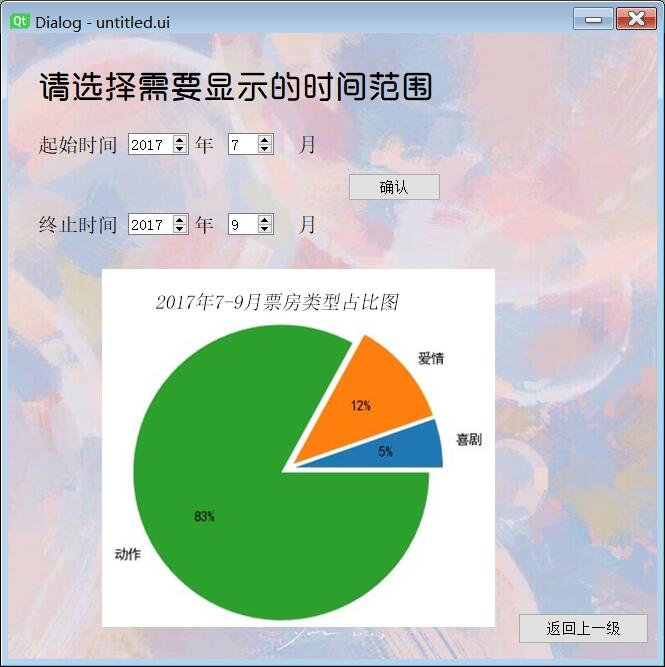 Dialog - untitled.ui
请选择需要显示的时间范围
起始时间 2017 年 7 月
确认
终止时间 2017 年 9 月
2017年7-9月票房类型占比图
爱情
12%
喜剧
5%
83%
动作
返回上一级